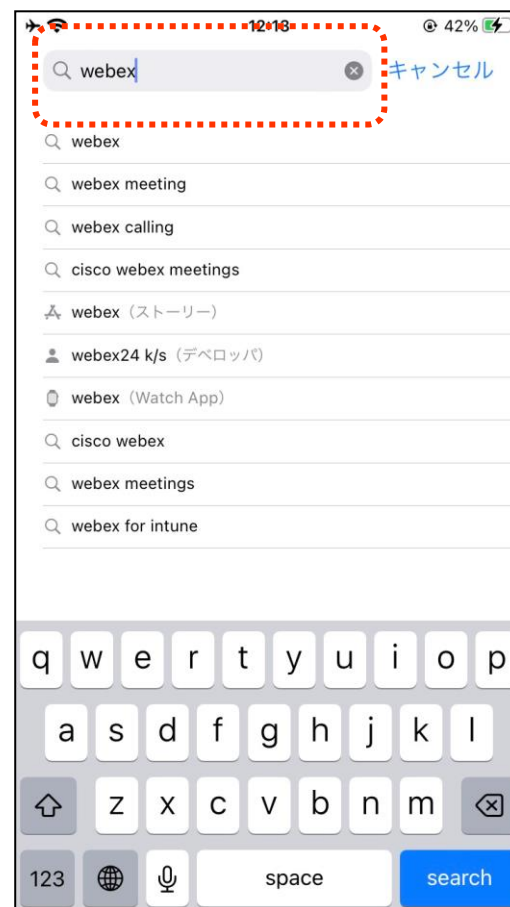 12:13 42%
webex キャンセル
webex
webex meeting
webex calling
cisco webex meetings
webex（ストーリー）
webex24 k/s（デベロッパ）
webex（Watch App）
cisco webex
webex meetings
webex for intune
q w e r t y u i o p
a s d f g h j k l
z x c v b n m
123 space search